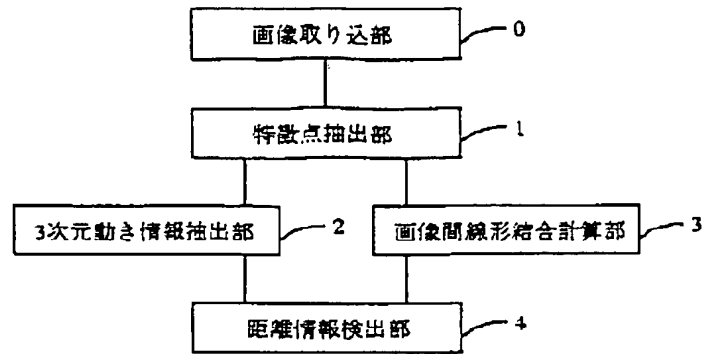 画像取り込部 0
特徴点抽出部 1
3次元動き情報抽出部 2
画像間線形結合計算部 3
距離情報検出部 4